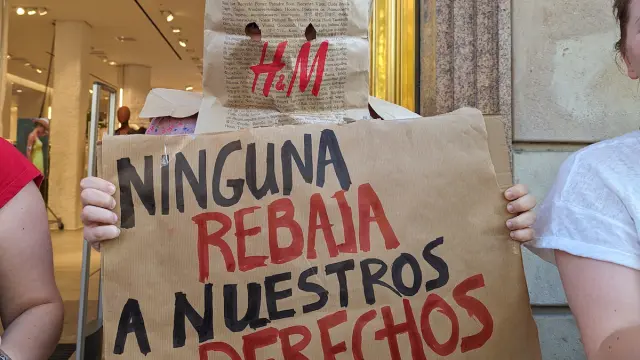 H&M
NINGUNA
REBAJA
A NUESTROS
DERECHOS